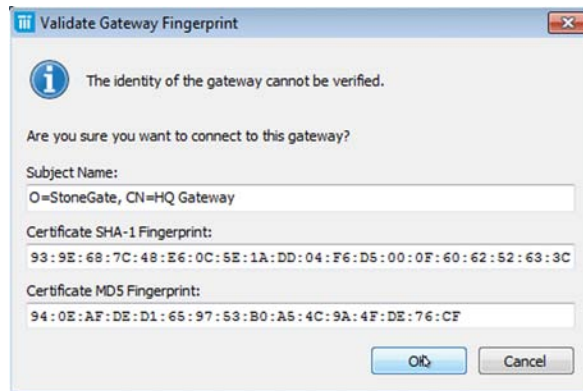 Validate Gateway Fingerprint
The identity of the gateway cannot be verified.
Are you sure you want to connect to this gateway?
Subject Name:
O=StoneGate, CN=HQ Gateway
Certificate SHA-1 Fingerprint:
93:9E:68:7C:48:E6:0C:5E:1A:DD:04:F6:D5:00:0F:60:62:52:63:3C
Certificate MD5 Fingerprint:
94:0E:AF:DE:D1:65:97:53:B0:A5:4C:9A:4F:DE:76:CF
OK Cancel